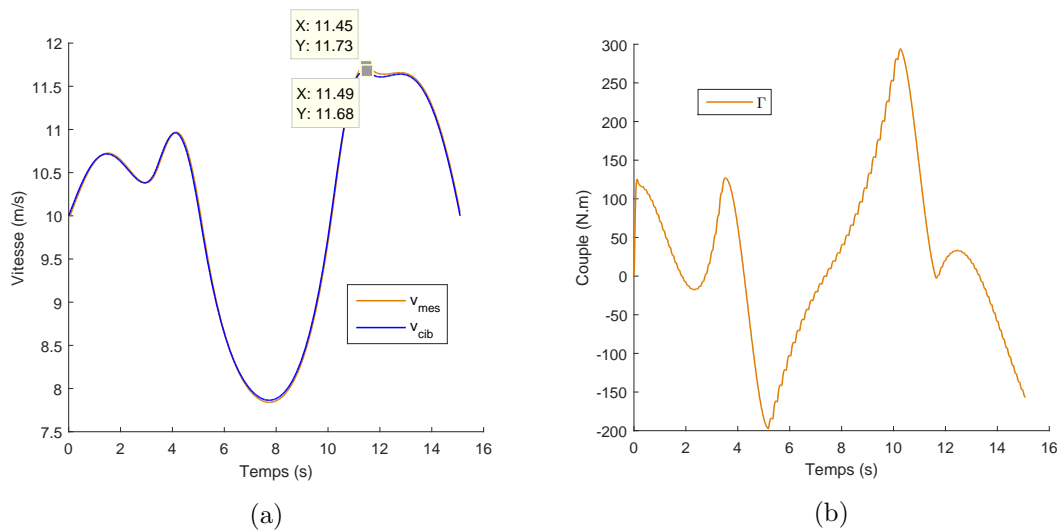 X: 11.45
Y: 11.73
X: 11.49
Y: 11.68
12
11.5
11
10.5
10
9.5
9
8.5
8
7.5
Vitesse (m/s)
v_mes
v_cib
0 2 4 6 8 10 12 14 16
Temps (s)
(a)
300
250
200
150
100
50
0
-50
-100
-150
-200
Couple (N.m)
Γ
0 2 4 6 8 10 12 14 16
Temps (s)
(b)